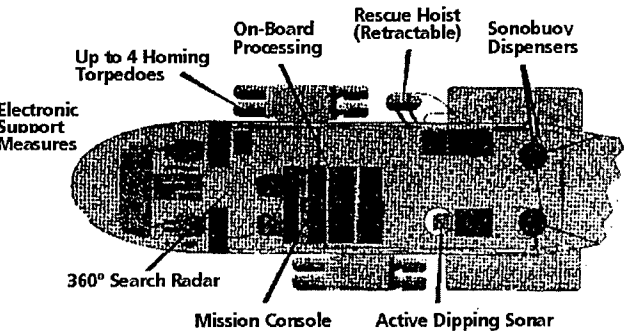 Rescue Hoist
(Retractable)
On-Board
Processing
Sonobuoy
Dispensers
Up to 4 Homing
Torpedoes
Electronic
Support
Measures
360° Search Radar
Mission Console
Active Dipping Sonar